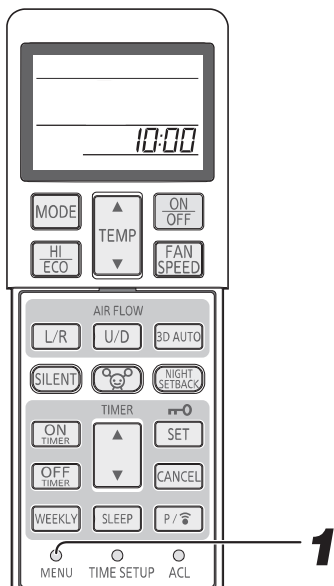 10:00
MODE
TEMP
ON
OFF
HI
ECO
FAN
SPEED
AIR FLOW
L/R
U/D
3D AUTO
SILENT
NIGHT
SETBACK
TIMER
ON
TIMER
SET
OFF
TIMER
CANCEL
WEEKLY
SLEEP
P/
MENU
TIME SETUP
ACL
1